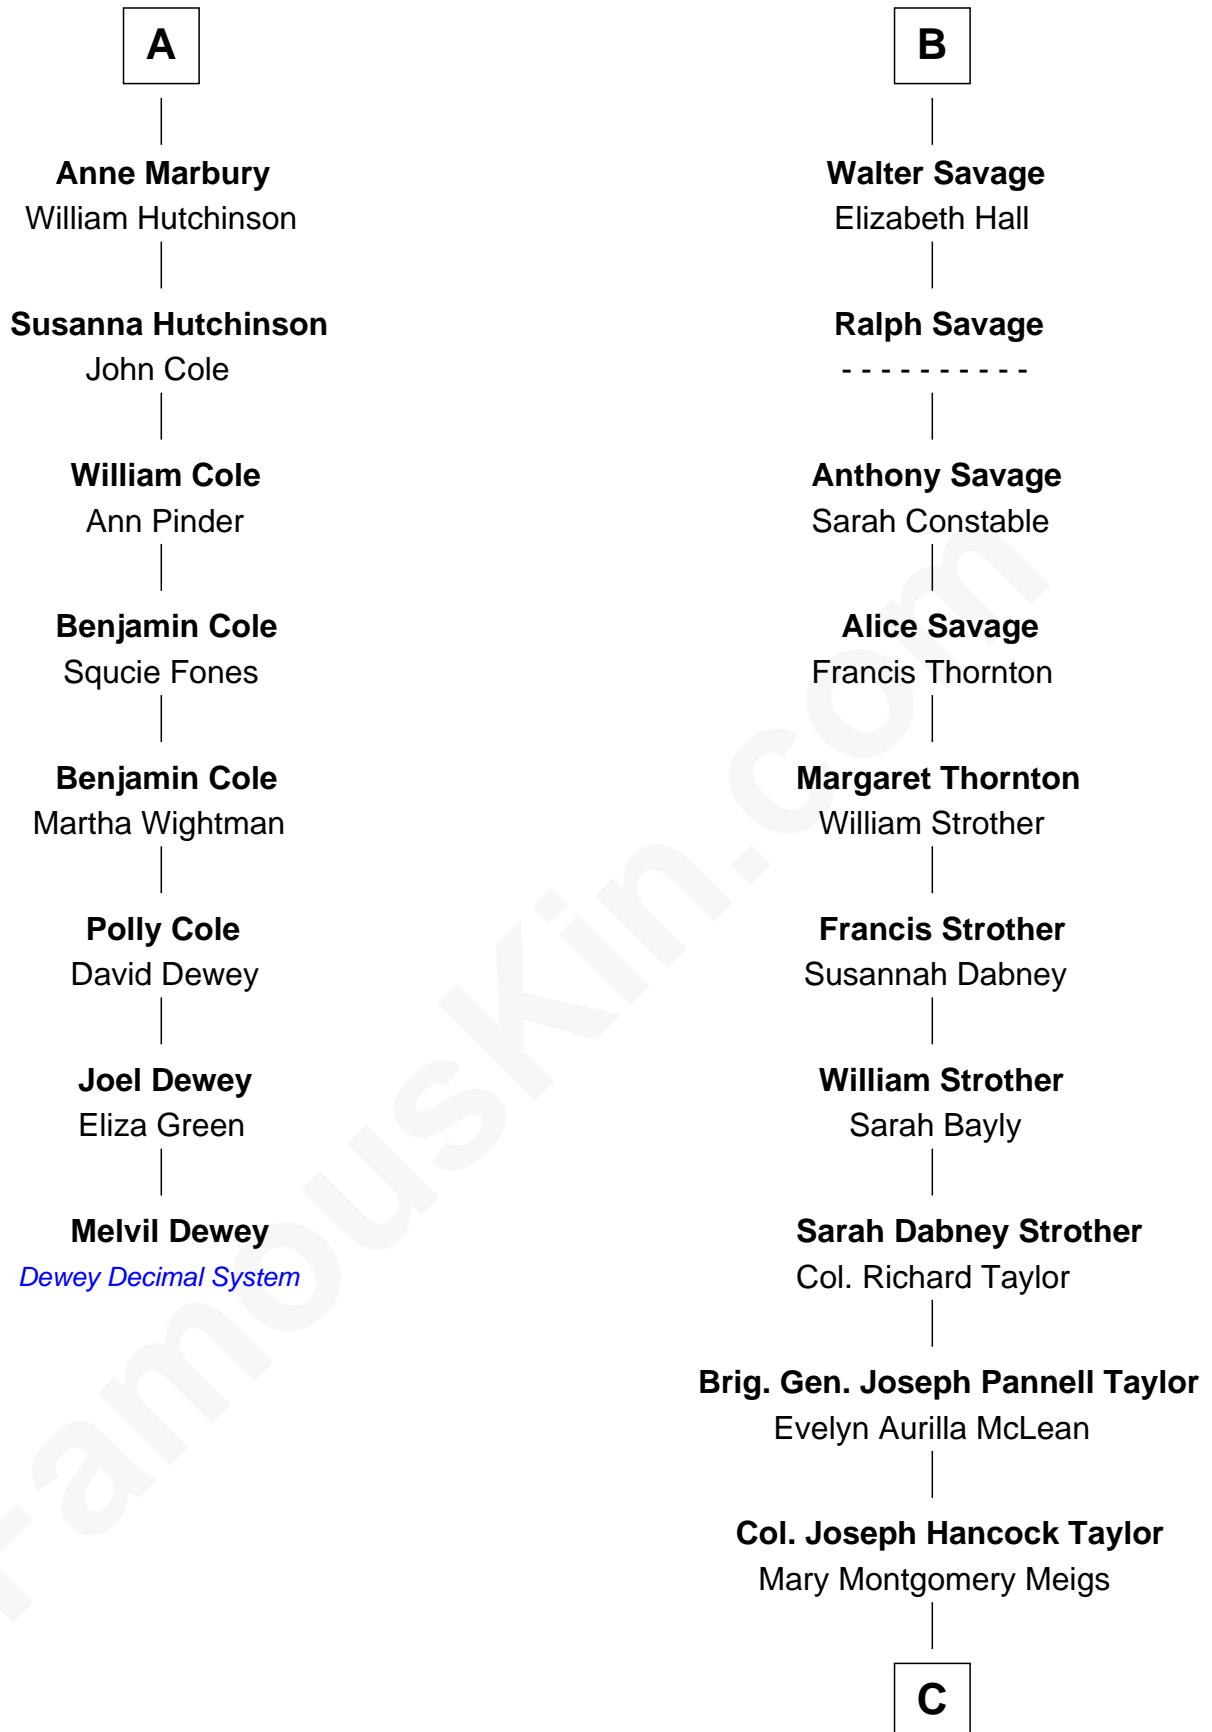 A
Anne Marbury
William Hutchinson
Susanna Hutchinson
John Cole
William Cole
Ann Pinder
Benjamin Cole
Squcie Fones
Benjamin Cole
Martha Wightman
Polly Cole
David Dewey
Joel Dewey
Eliza Green
Melvil Dewey
Dewey Decimal System
B
Walter Savage
Elizabeth Hall
Ralph Savage
- - - - - - - - - -
Anthony Savage
Sarah Constable
Alice Savage
Francis Thornton
Margaret Thornton
William Strother
Francis Strother
Susannah Dabney
William Strother
Sarah Bayly
Sarah Dabney Strother
Col. Richard Taylor
Brig. Gen. Joseph Pannell Taylor
Evelyn Aurilla McLean
Col. Joseph Hancock Taylor
Mary Montgomery Meigs
C
FamousKin.com